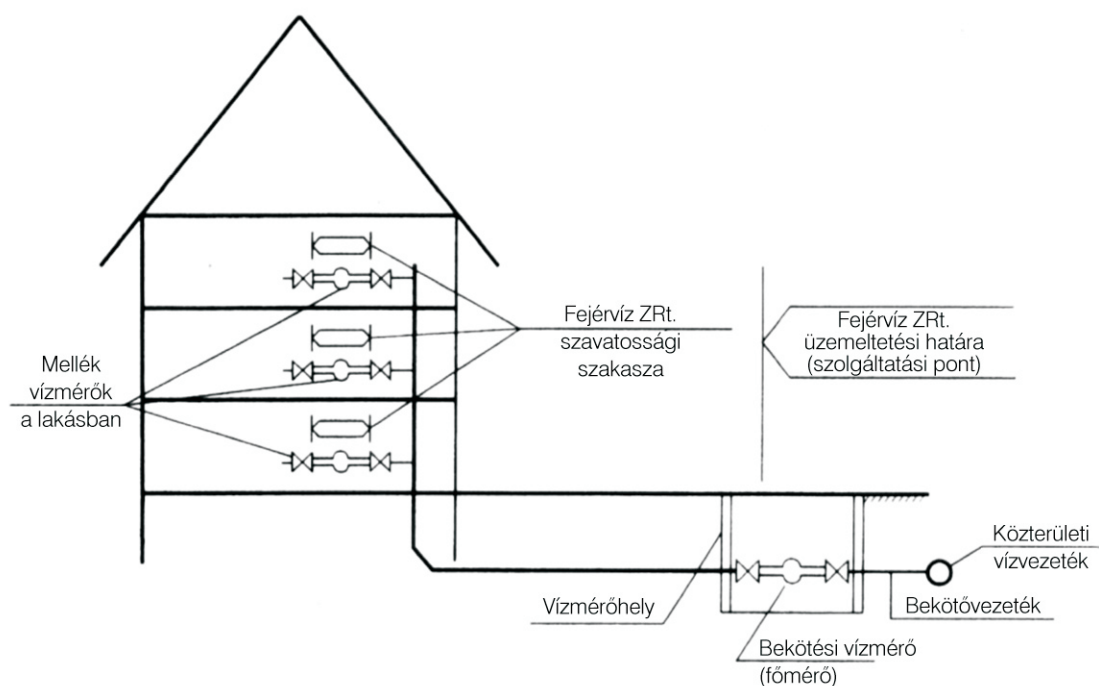 Fejérvíz ZRt.
szavatossági
szakasza
Fejérvíz ZRt.
üzemeltetési határa
(szolgáltatási pont)
Mellék
vízmérők
a lakásban
Közterületi
vízvezeték
Vízmérőhely
Bekötővezeték
Bekötési vízmérő
(főmérő)